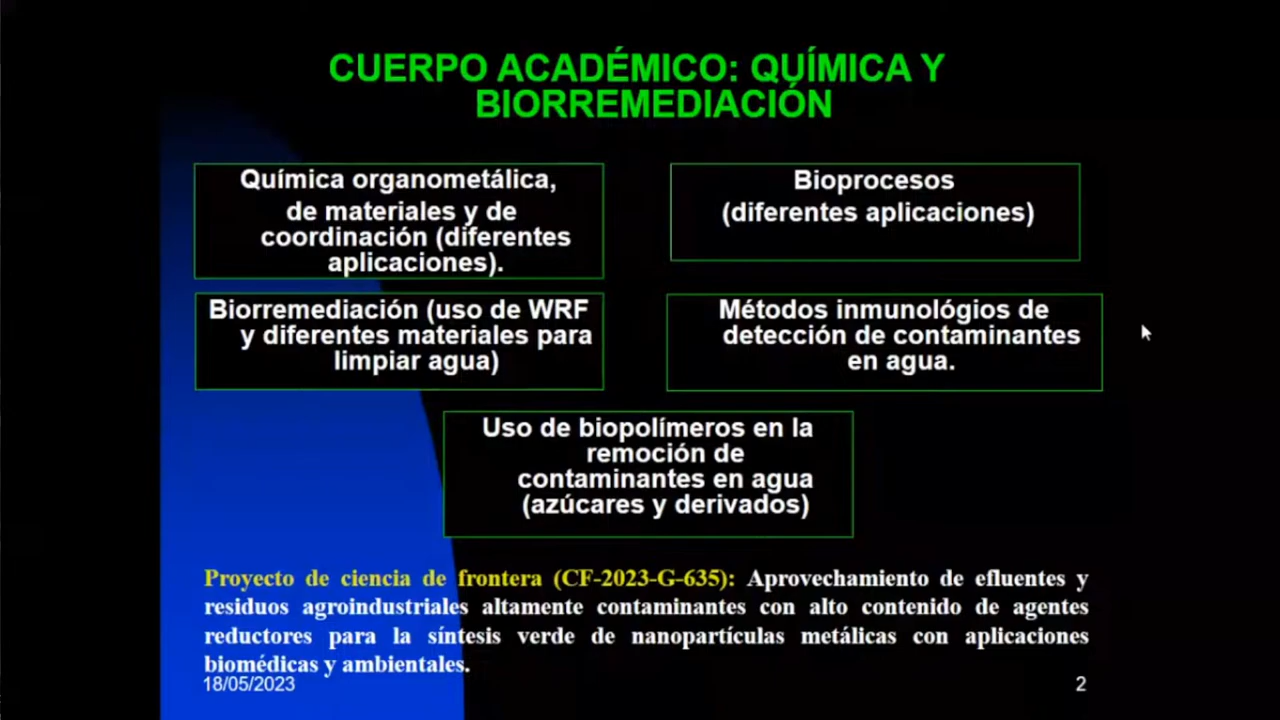 CUERPO ACADÉMICO: QUÍMICA Y
BIORREMEDIACIÓN
Química organometálica,
de materiales y de
coordinación (diferentes
aplicaciones).
Bioprocesos
(diferentes aplicaciones)
Biorremediación (uso de WRF
y diferentes materiales para
limpiar agua)
Métodos inmunológios de
detección de contaminantes
en agua.
Uso de biopolímeros en la
remoción de
contaminantes en agua
(azúcares y derivados)
Proyecto de ciencia de frontera (CF-2023-G-635): Aprovechamiento de efluentes y
residuos agroindustriales altamente contaminantes con alto contenido de agentes
reductores para la síntesis verde de nanopartículas metálicas con aplicaciones
biomédicas y ambientales.
18/05/2023
2